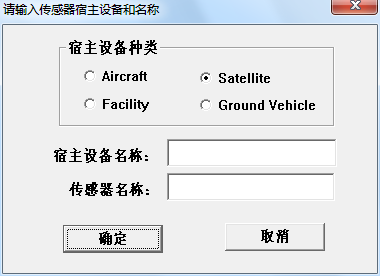 请输入传感器宿主设备和名称
宿主设备种类
Aircraft Satellite
Facility Ground Vehicle
宿主设备名称：
传感器名称：
确定 取消